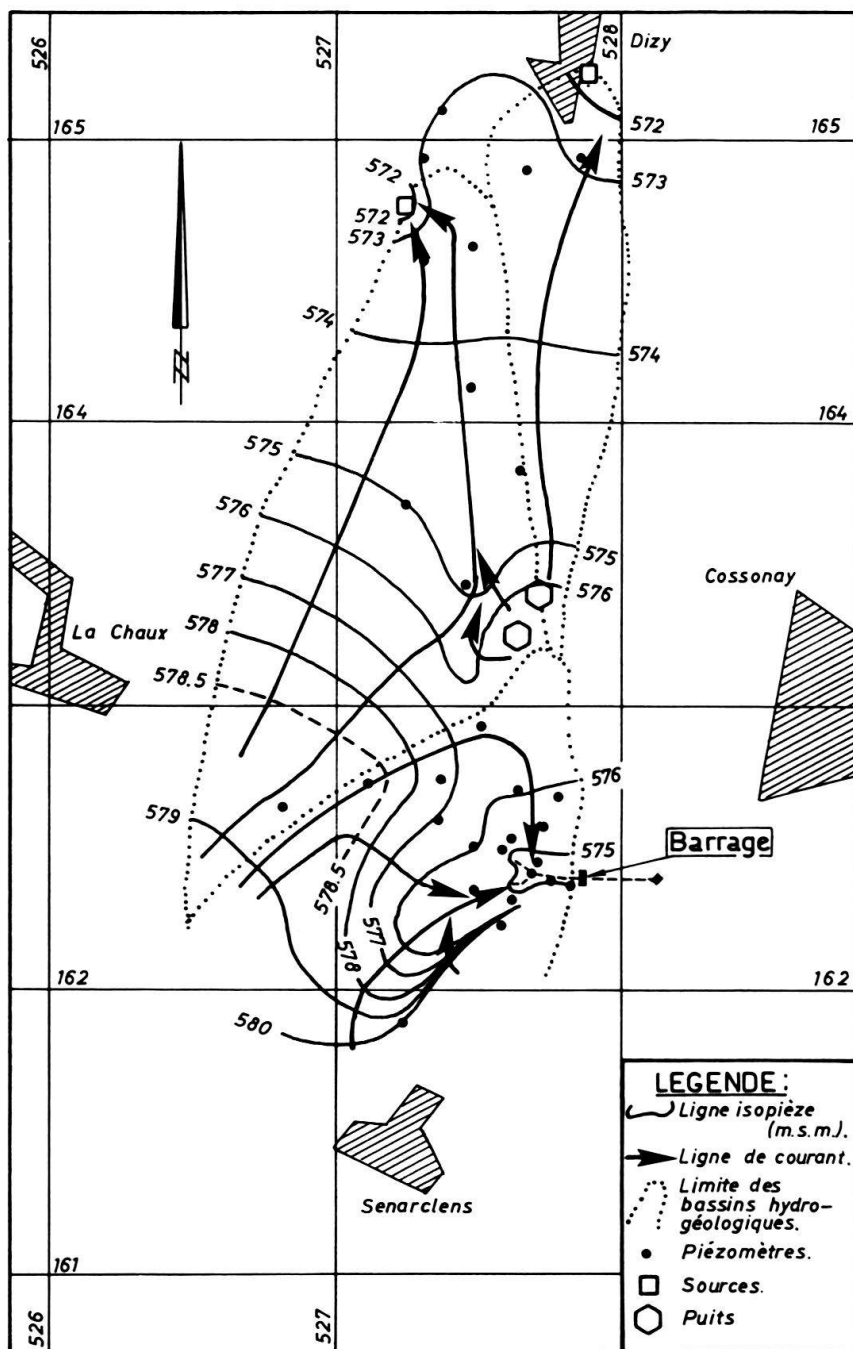 526
527
528
Dizy
572
165
165
573
572
572
573
574
574
164
164
575
576
575
576
Cossonay
577
578
La Chaux
578.5
576
579
575
Barrage
578.5
577
578
162
162
580
Senarclens
161
526
527
LEGENDE:
Ligne isopièze
(m.s.m.).
Ligne de courant.
Limite des
bassins hydro-
géologiques.
Piézomètres.
Sources.
Puits
N